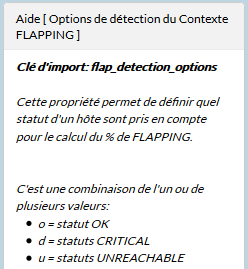 Aide [ Options de détection du Contexte
FLAPPING ]
Clé d'import: flap_detection_options
Cette propriété permet de définir quel
statut d'un hôte sont pris en compte
pour le calcul du % de FLAPPING.
C'est une combinaison de l'un ou de
plusieurs valeurs:
• o = statut OK
• d = statuts CRITICAL
• u = statuts UNREACHABLE